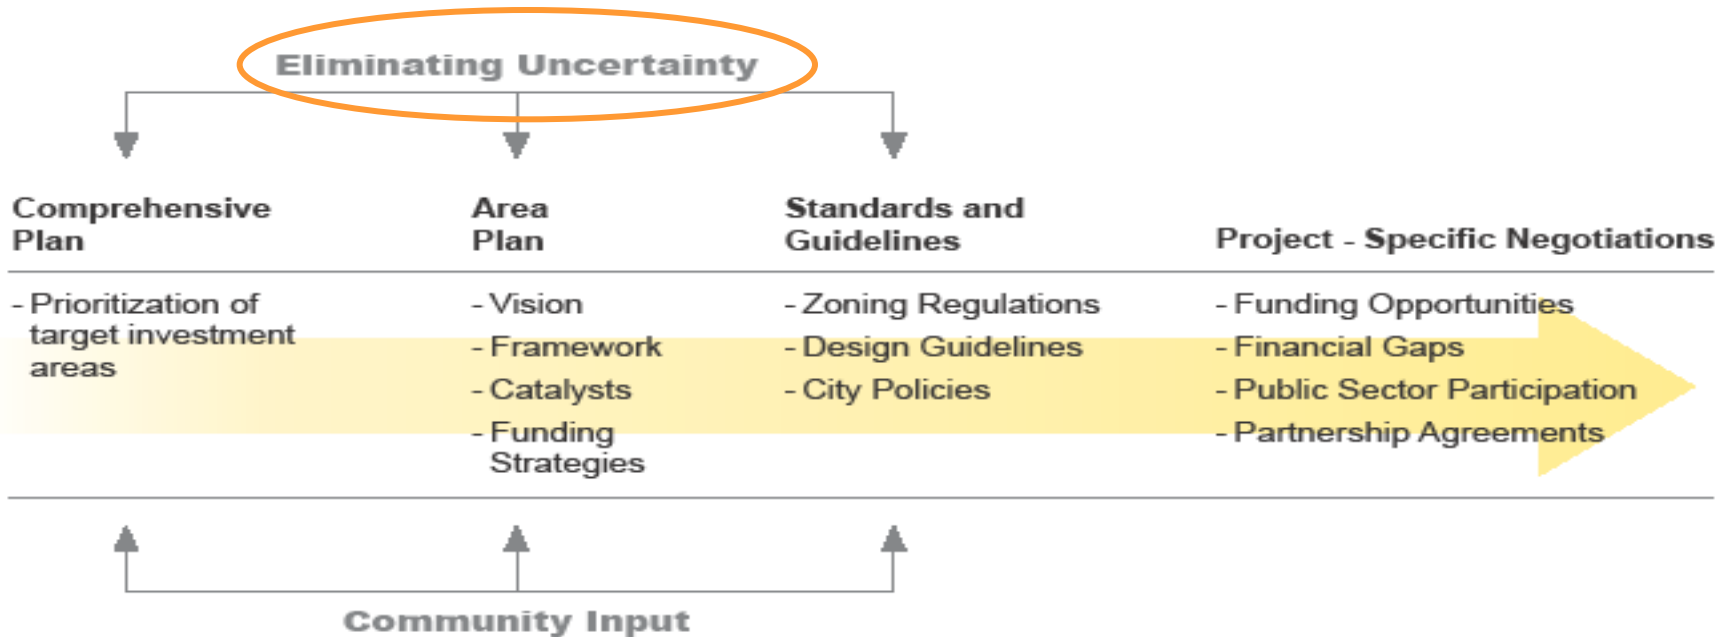 Eliminating Uncertainty
Comprehensive
Plan
- Prioritization of
target investment
areas
Area
Plan
- Vision
- Framework
- Catalysts
- Funding
Strategies
Standards and
Guidelines
- Zoning Regulations
- Design Guidelines
- City Policies
Project - Specific Negotiations
- Funding Opportunities
- Financial Gaps
- Public Sector Participation
- Partnership Agreements
Community Input